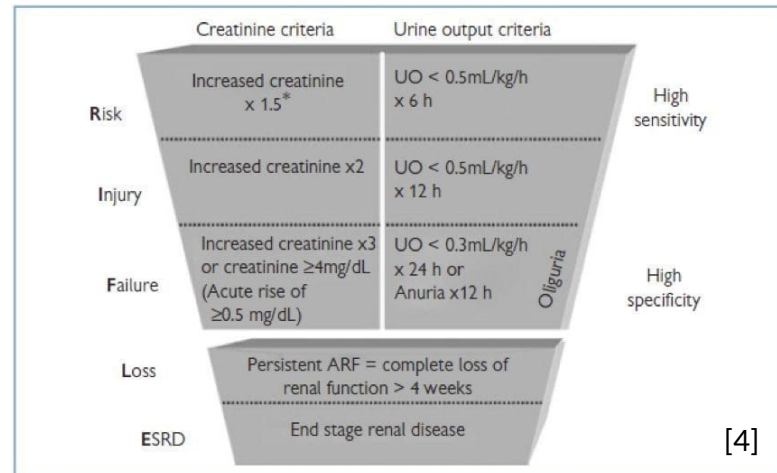 Creatinine criteria
Urine output criteria
Risk
Increased creatinine
x 1.5*
UO < 0.5mL/kg/h
x 6 h
High
sensitivity
Injury
Increased creatinine x2
UO < 0.5mL/kg/h
x 12 h
Failure
Increased creatinine x3
or creatinine ≥4mg/dL
(Acute rise of
≥0.5 mg/dL)
UO < 0.3mL/kg/h
x 24 h or
Anuria x12 h
Oliguria
High
specificity
Loss
Persistent ARF = complete loss of
renal function > 4 weeks
ESRD
End stage renal disease
[4]